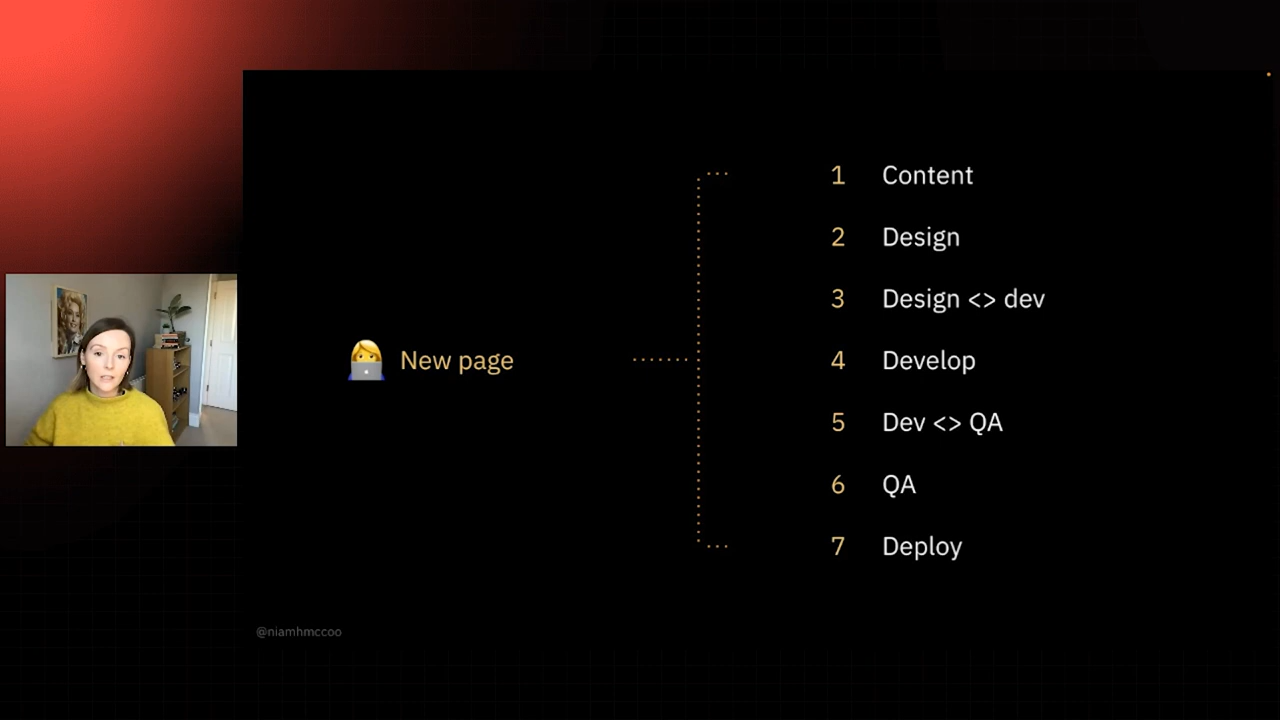 👩‍💻 New page
1 Content
2 Design
3 Design <> dev
4 Develop
5 Dev <> QA
6 QA
7 Deploy
@niamhmccoo